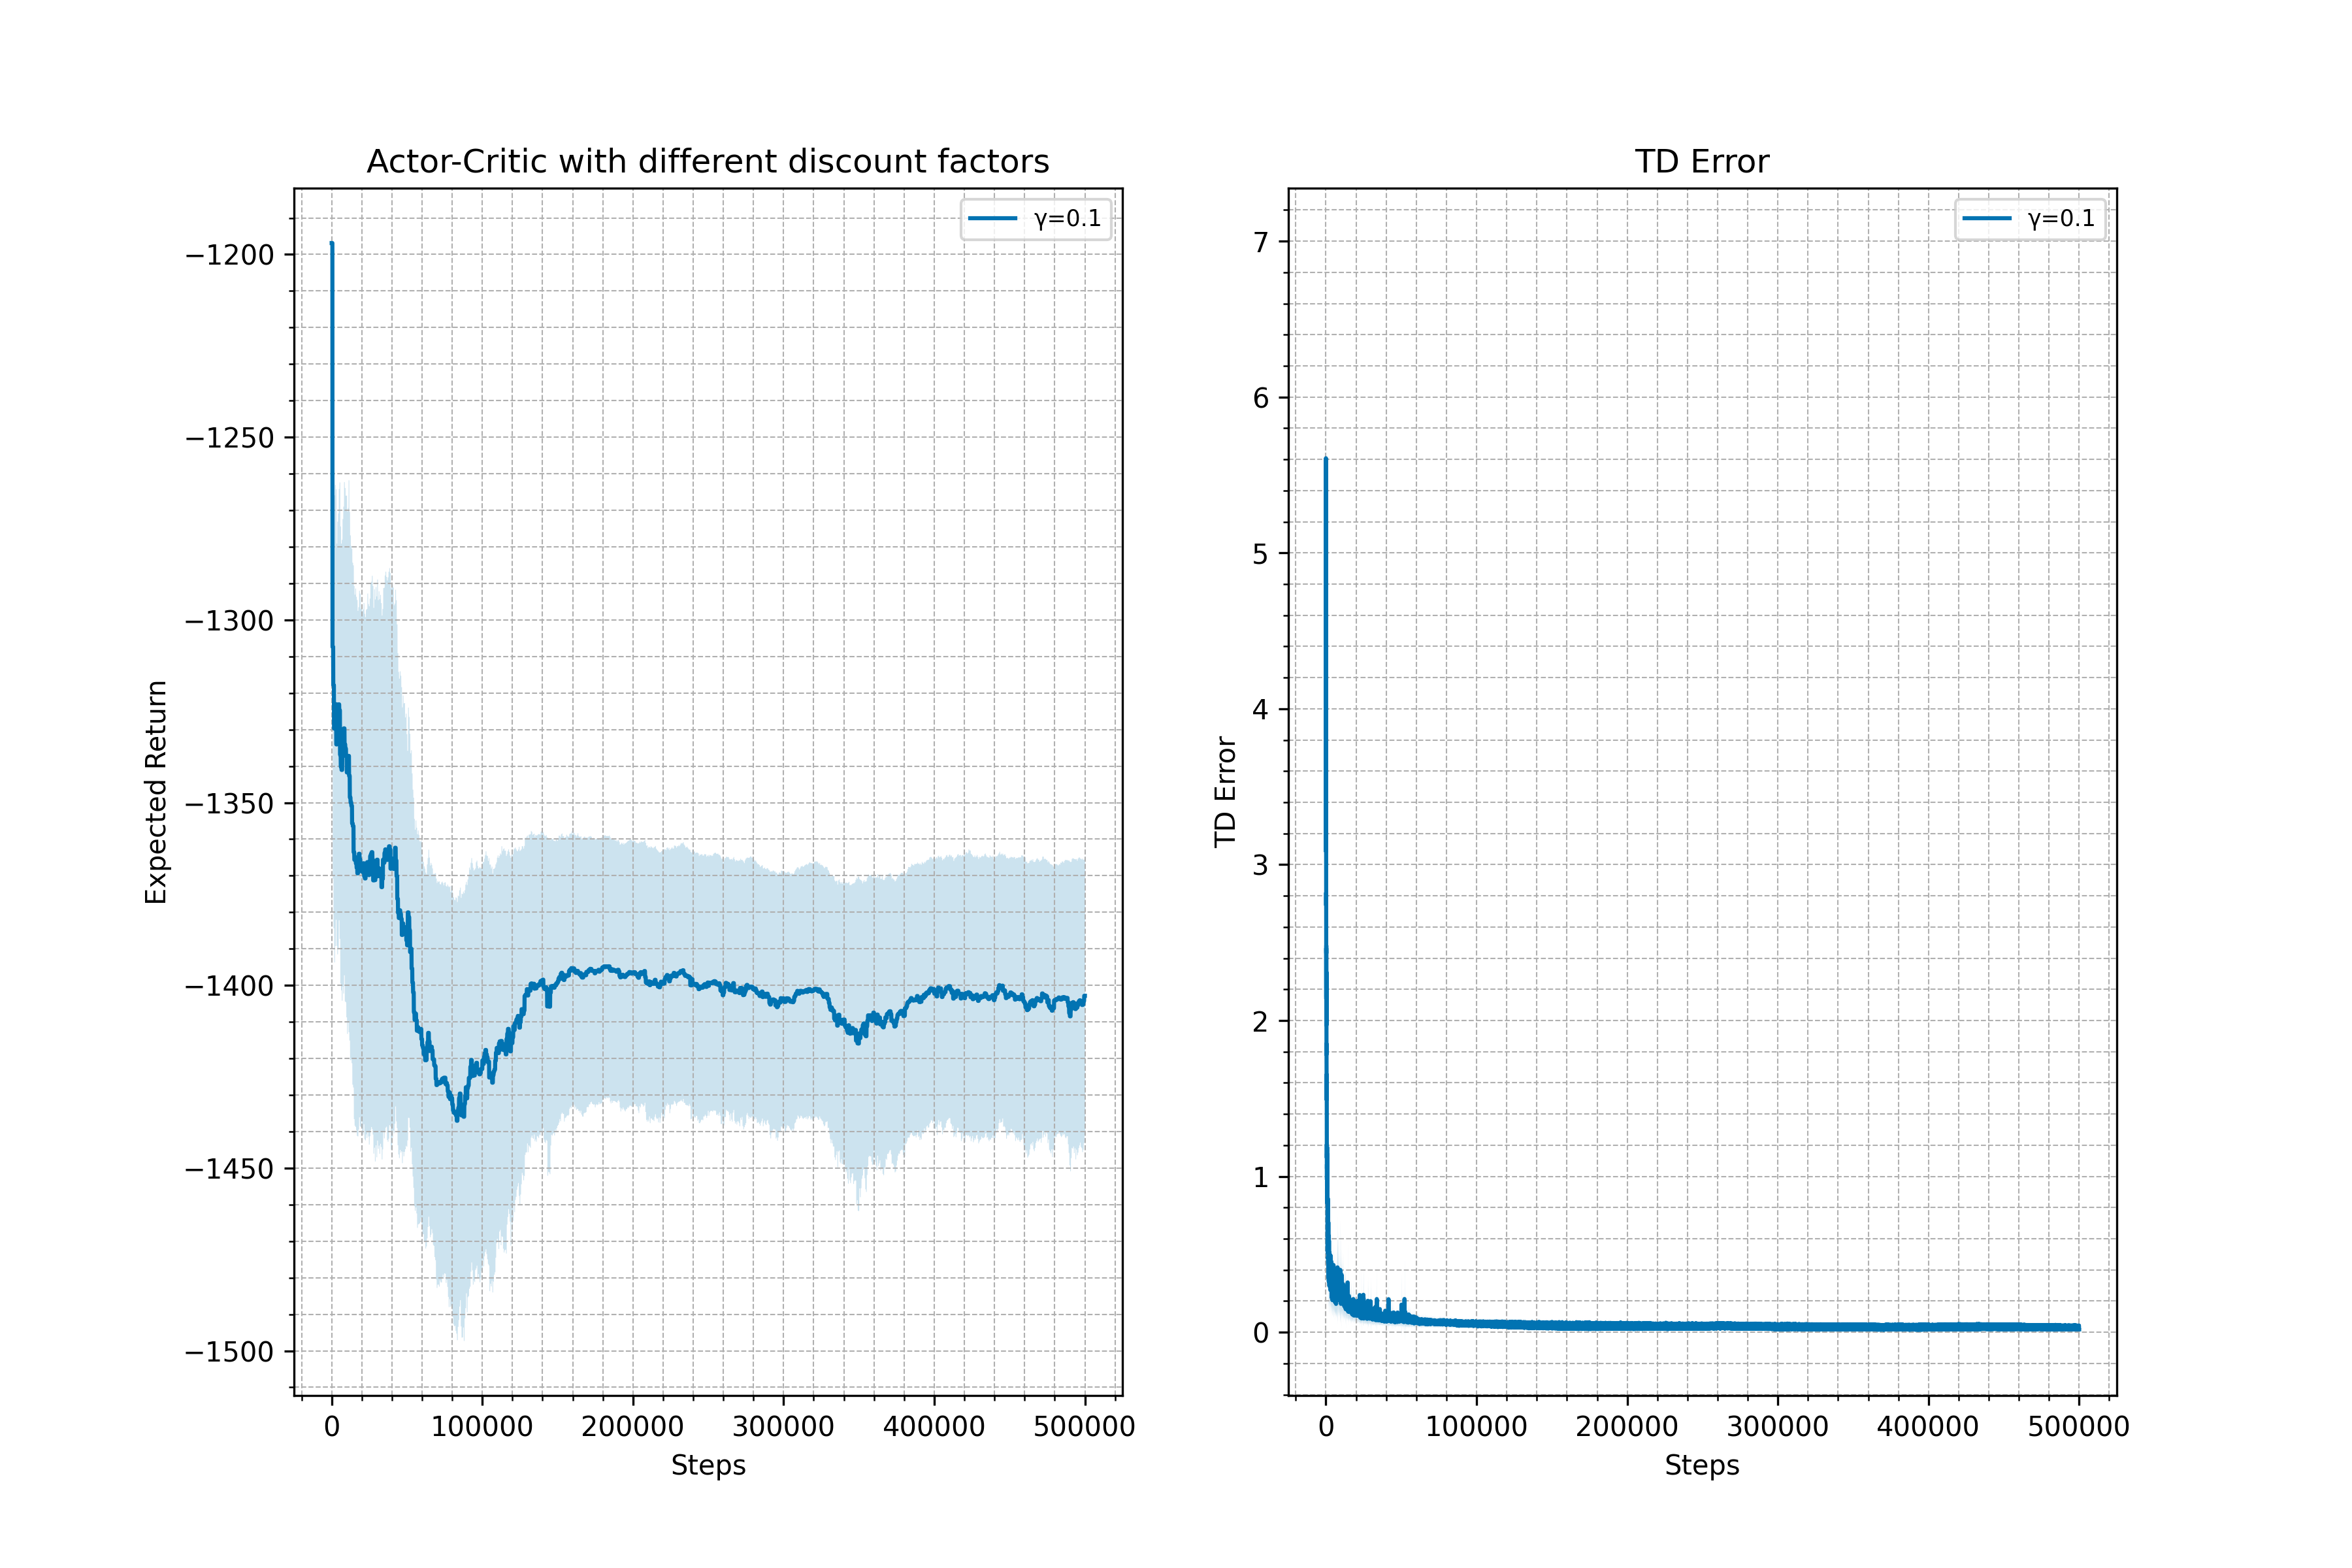 Actor-Critic with different discount factors
γ=0.1
−1200
−1250
−1300
−1350
−1400
−1450
−1500
Expected Return
0 100000 200000 300000 400000 500000
Steps
TD Error
γ=0.1
7
6
5
4
3
2
1
0
TD Error
0 100000 200000 300000 400000 500000
Steps